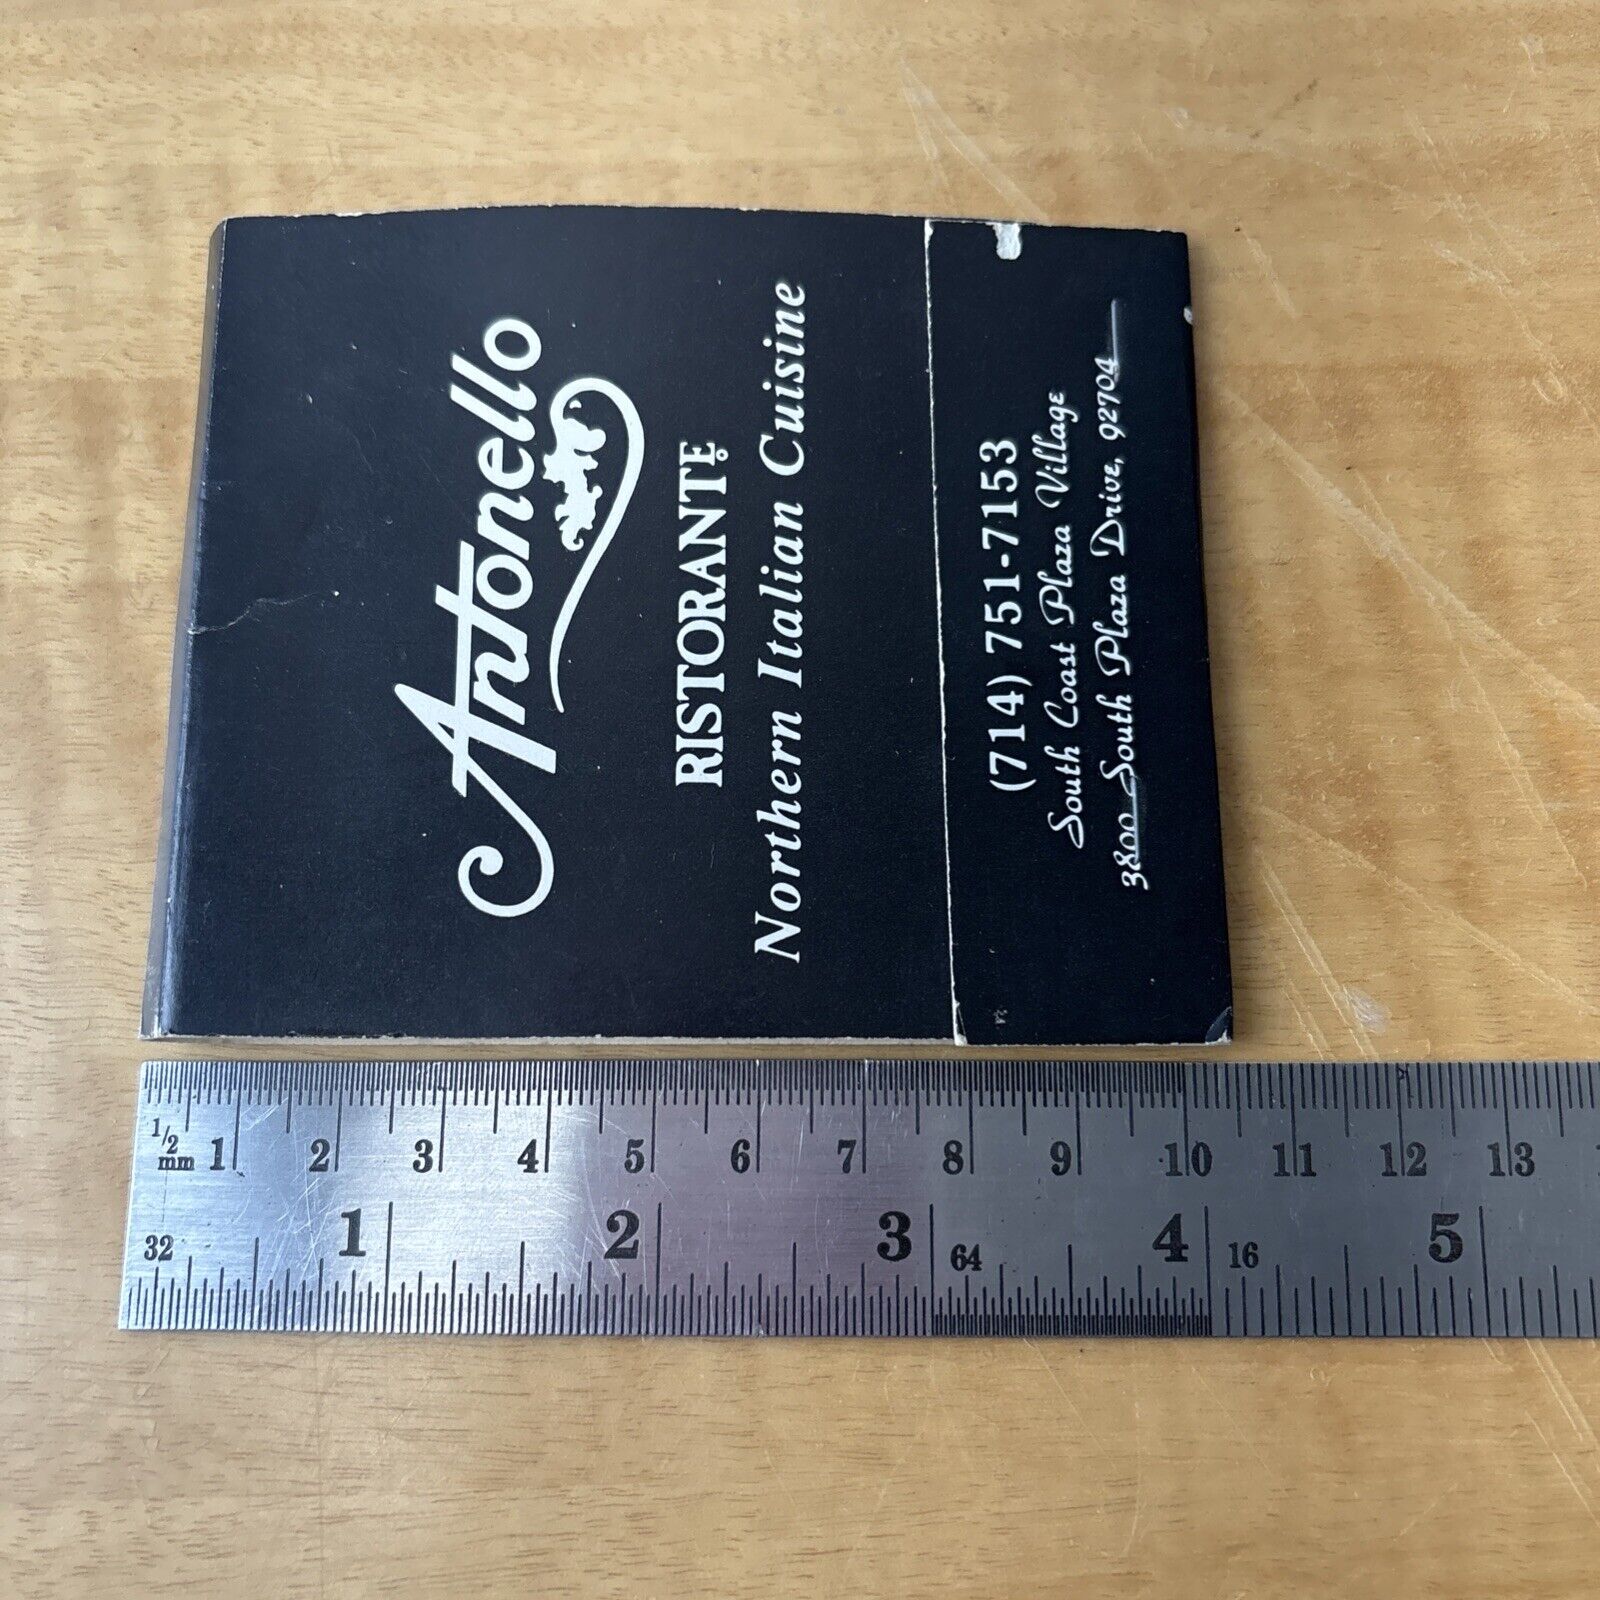 Antonello
RISTORANTE
Northern Italian Cuisine
(714) 751-7153
South Coast Plaza Village
3800 South Plaza Drive, 92704
1/2 mm 1 2 3 4 5 6 7 8 9 10 11 12 13
32 1 2 3 64 4 16 5